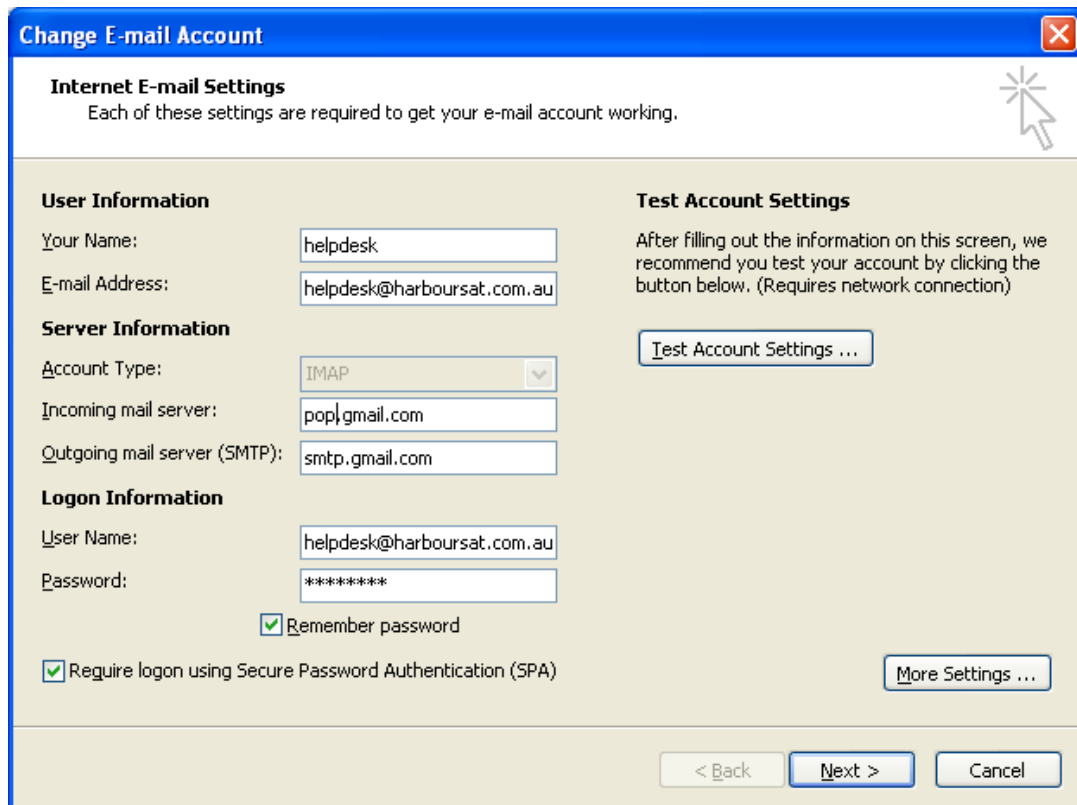 Change E-mail Account
Internet E-mail Settings
Each of these settings are required to get your e-mail account working.
User Information
Your Name:
helpdesk
E-mail Address:
helpdesk@harboursat.com.au
Server Information
Account Type:
IMAP
Incoming mail server:
pop.gmail.com
Outgoing mail server (SMTP):
smtp.gmail.com
Logon Information
User Name:
helpdesk@harboursat.com.au
Password:
********
Remember password
Require logon using Secure Password Authentication (SPA)
Test Account Settings
After filling out the information on this screen, we
recommend you test your account by clicking the
button below. (Requires network connection)
Test Account Settings ...
More Settings ...
< Back
Next >
Cancel